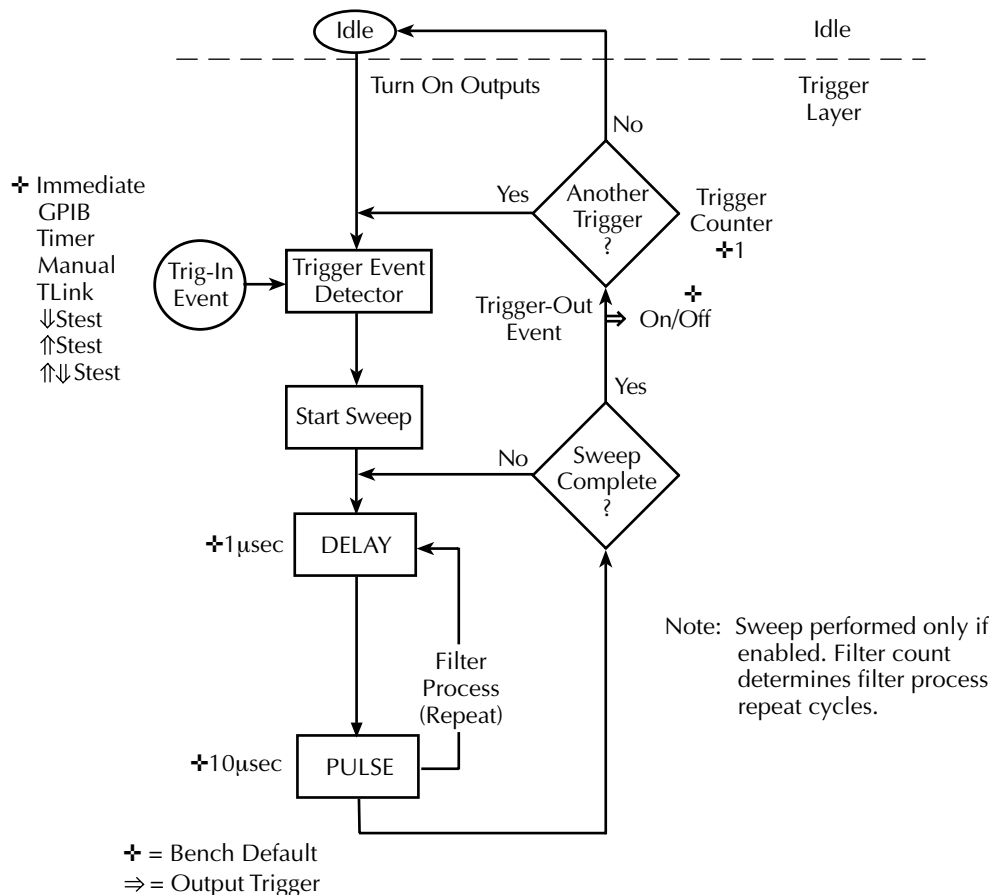 Idle
Idle
Turn On Outputs
Trigger
Layer
No
✛ Immediate
GPIB
Timer
Manual
TLink
⇓Stest
⇑Stest
⇑⇓Stest
Trig-In
Event
Trigger Event
Detector
Yes
Another
Trigger
?
Trigger
Counter
✛1
Trigger-Out
Event
✛
⇒ On/Off
Yes
Start Sweep
No
Sweep
Complete
?
✛1µsec
DELAY
Filter
Process
(Repeat)
Note: Sweep performed only if
enabled. Filter count
determines filter process
repeat cycles.
✛10µsec
PULSE
✛ = Bench Default
⇒ = Output Trigger